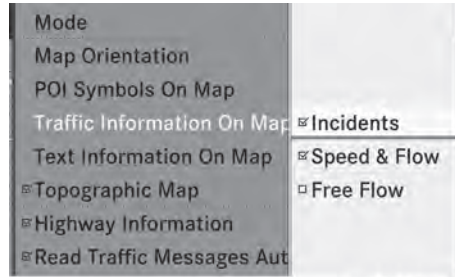 Mode
Map Orientation
POI Symbols On Map
Traffic Information On Map
Text Information On Map
Topographic Map
Highway Information
Read Traffic Messages Aut
Incidents
Speed & Flow
Free Flow